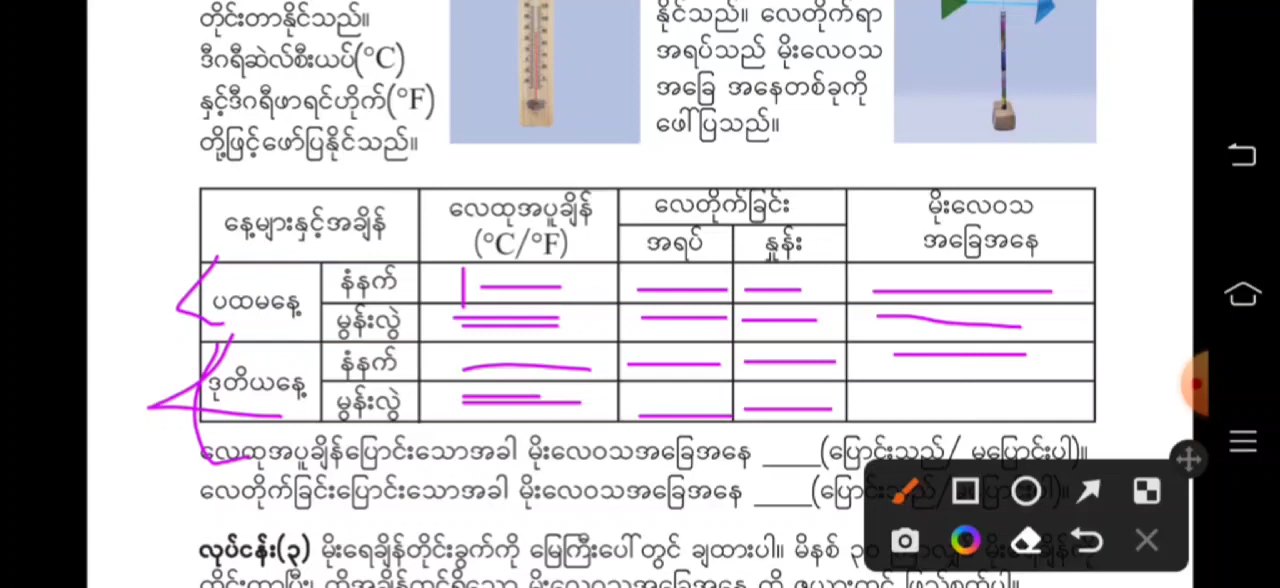 တိုင်းတာနိုင်သည်။
ဒီဂရီဆဲလ်စီးယပ်(°C)
နှင့်ဒီဂရီဖာရင်ဟိုက်(°F)
တို့ဖြင့်ဖော်ပြနိုင်သည်။
နိုင်သည်။ လေတိုက်ရာ
အရပ်သည် မိုးလေဝသ
အခြေ အနေတစ်ခုကို
ဖေါ်ပြသည်။
နေ့များနှင့်အချိန်
လေထုအပူချိန်
(°C/°F)
လေတိုက်ခြင်း
အရပ်
နှုန်း
မိုးလေဝသ
အခြေအနေ
ပထမနေ့
နံနက်
မွန်းလွဲ
ဒုတိယနေ့
နံနက်
မွန်းလွဲ
လေထုအပူချိန်ပြောင်းသောအခါ မိုးလေဝသအခြေအနေ ____(ပြောင်းသည်/ မပြောင်းပါ)။
လေတိုက်ခြင်းပြောင်းသောအခါ မိုးလေဝသအခြေအနေ ____(ပြောင်းသည်/မပြောင်းပါ)။
လုပ်ငန်း(၃) မိုးရေချိန်တိုင်းခွက်ကို မြေကြီးပေါ်တွင် ချထားပါ။ မိနစ် ၃၀